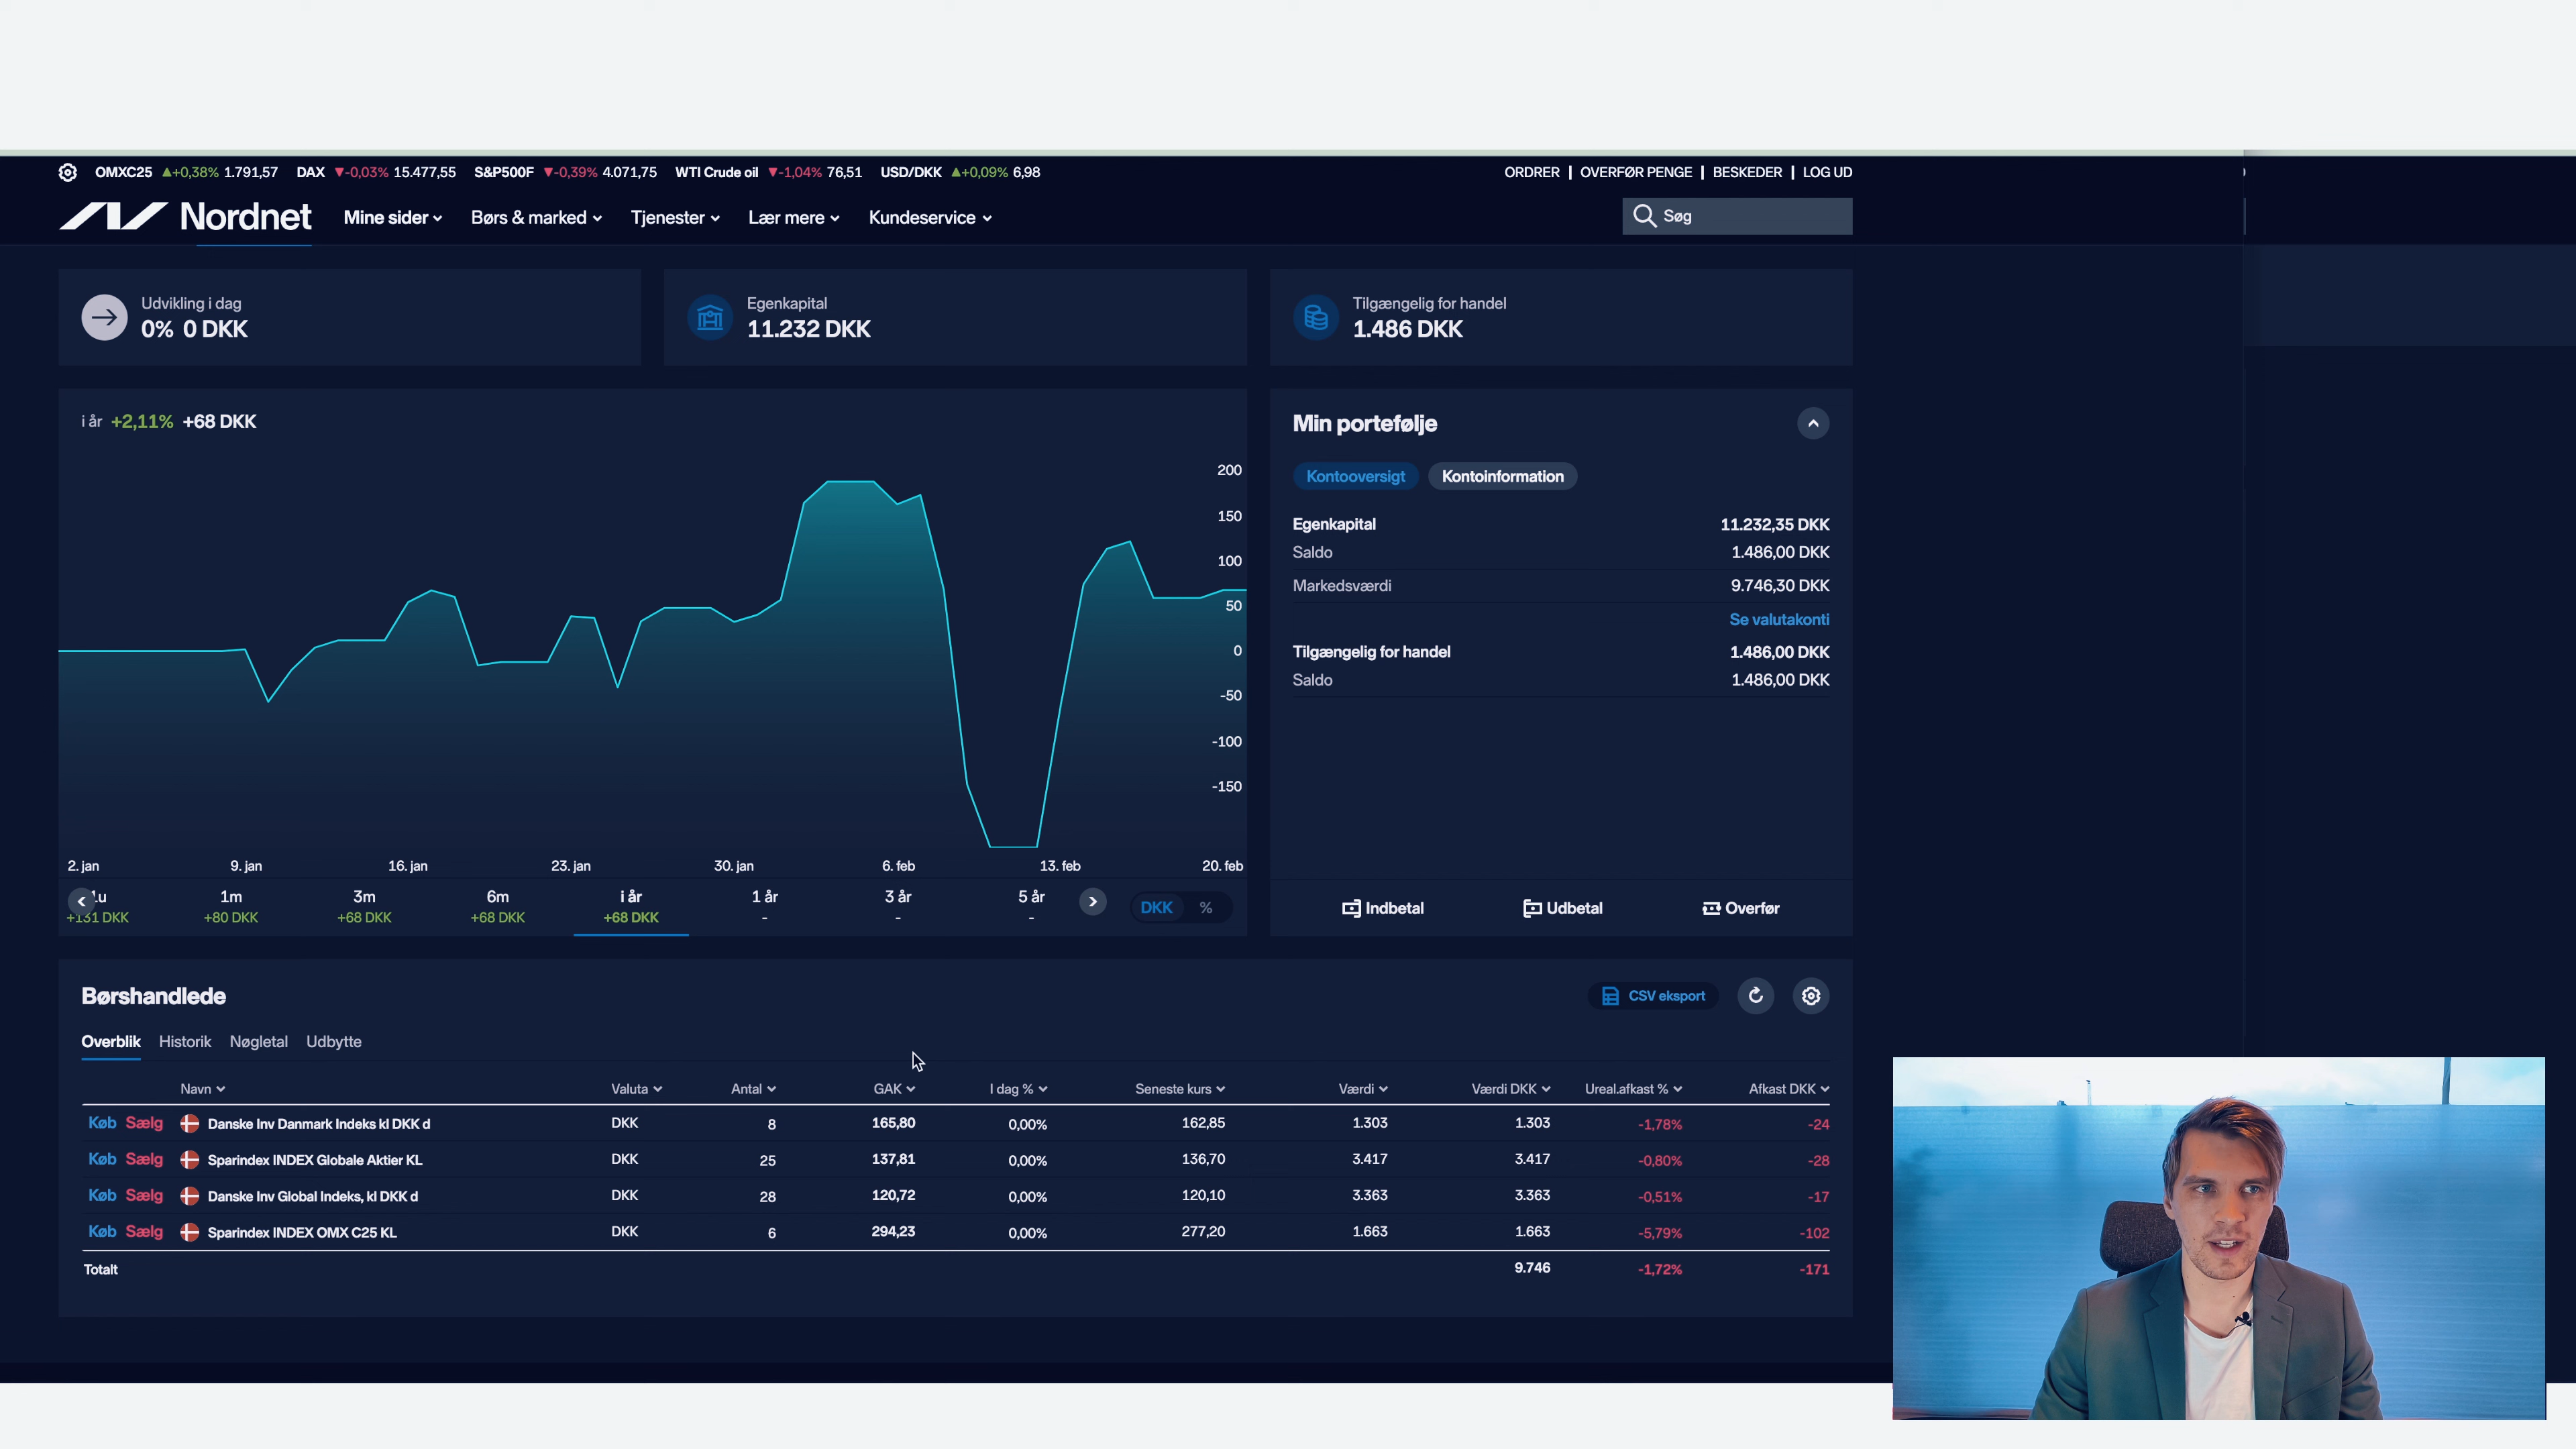 OMXC25 ▲+0,38% 1.791,57 DAX ▼-0,03% 15.477,55 S&P500F ▼-0,39% 4.071,75 WTI Crude oil ▼-1,04% 76,51 USD/DKK ▲+0,09% 6,98
ORDRER | OVERFØR PENGE | BESKEDER | LOG UD
Nordnet Mine sider Børs & marked Tjenester Lær mere Kundeservice
Søg
Udvikling i dag
0% 0 DKK
Egenkapital
11.232 DKK
Tilgængelig for handel
1.486 DKK
i år +2,11% +68 DKK
200
150
100
50
0
-50
-100
-150
2. jan 9. jan 16. jan 23. jan 30. jan 6. feb 13. feb 20. feb
1u 1m 3m 6m i år 1 år 3 år 5 år
+131 DKK +80 DKK +68 DKK +68 DKK +68 DKK - - -
DKK %
Min portefølje
Kontooversigt Kontoinformation
Egenkapital 11.232,35 DKK
Saldo 1.486,00 DKK
Markedsværdi 9.746,30 DKK
Se valutakonti
Tilgængelig for handel 1.486,00 DKK
Saldo 1.486,00 DKK
Indbetal Udbetal Overfør
Børshandlede
CSV eksport
Overblik Historik Nøgletal Udbytte
Navn Valuta Antal GAK I dag % Seneste kurs Værdi Værdi DKK Ureal.afkast % Afkast DKK
Køb Sælg Danske Inv Danmark Indeks kl DKK d DKK 8 165,80 0,00% 162,85 1.303 1.303 -1,78% -24
Køb Sælg Sparindex INDEX Globale Aktier KL DKK 25 137,81 0,00% 136,70 3.417 3.417 -0,80% -28
Køb Sælg Danske Inv Global Indeks, kl DKK d DKK 28 120,72 0,00% 120,10 3.363 3.363 -0,51% -17
Køb Sælg Sparindex INDEX OMX C25 KL DKK 6 294,23 0,00% 277,20 1.663 1.663 -5,79% -102
Totalt 9.746 -1,72% -171